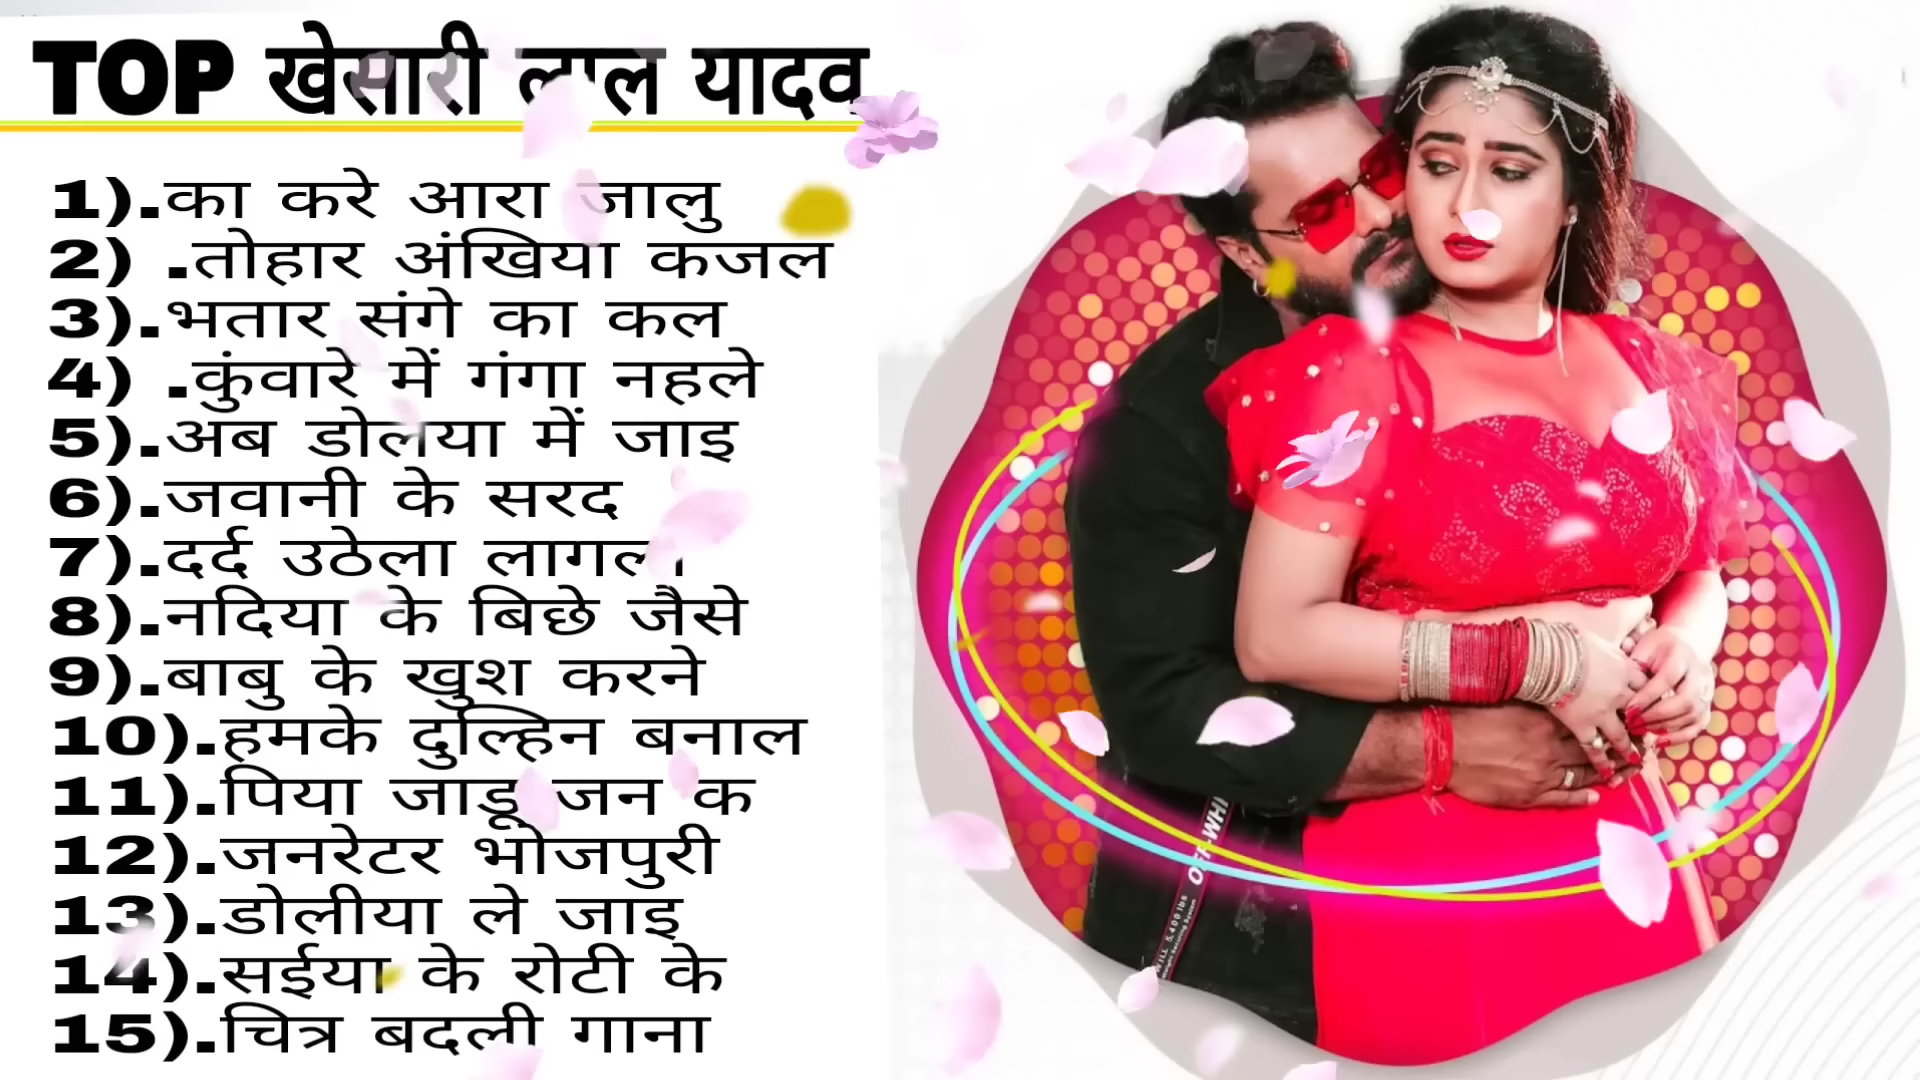 TOP खेसारी लाल यादव
1).का करे आरा जालु
2) .तोहार अंखिया कजल
3).भतार संगे का कल
4) .कुंवारे में गंगा नहले
5).अब डोलया में जाइ
6).जवानी के सरद
7).दर्द उठेला लागल
8).नदिया के बिछे जैसे
9).बाबु के खुश करने
10).हमके दुल्हिन बनाल
11).पिया जाडू जन क
12).जनरेटर भोजपुरी
13).डोलीया ले जाइ
14).सईया के रोटी के
15).चित्र बदली गाना
OFF-WHI